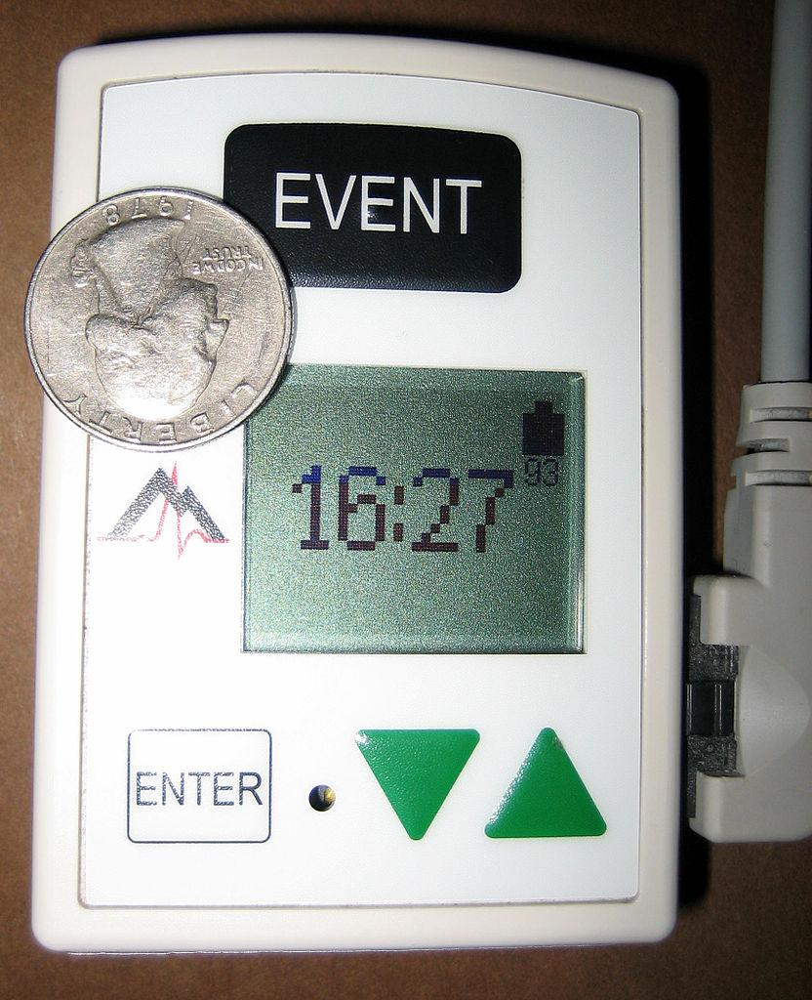 EVENT
1978
IN GOD WE
TRUST
LIBERTY
93
16:27
ENTER